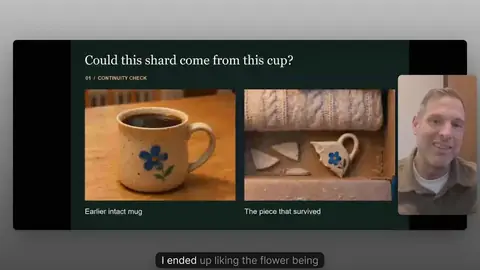 Could this shard come from this cup?
01 / CONTINUITY CHECK
Earlier intact mug
The piece that survived
I ended up liking the flower being